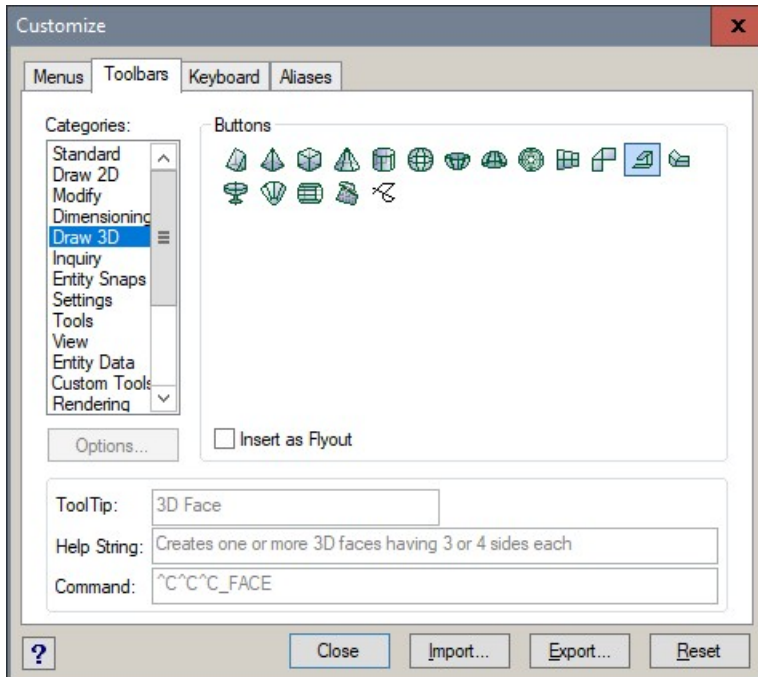 Customize
x
Menus Toolbars Keyboard Aliases
Categories:
Standard
Draw 2D
Modify
Dimensioning
Draw 3D
Inquiry
Entity Snaps
Settings
Tools
View
Entity Data
Custom Tools
Rendering
Options...
Buttons
Insert as Flyout
ToolTip: 3D Face
Help String: Creates one or more 3D faces having 3 or 4 sides each
Command: ^C^C^C_FACE
? Close Import... Export... Reset